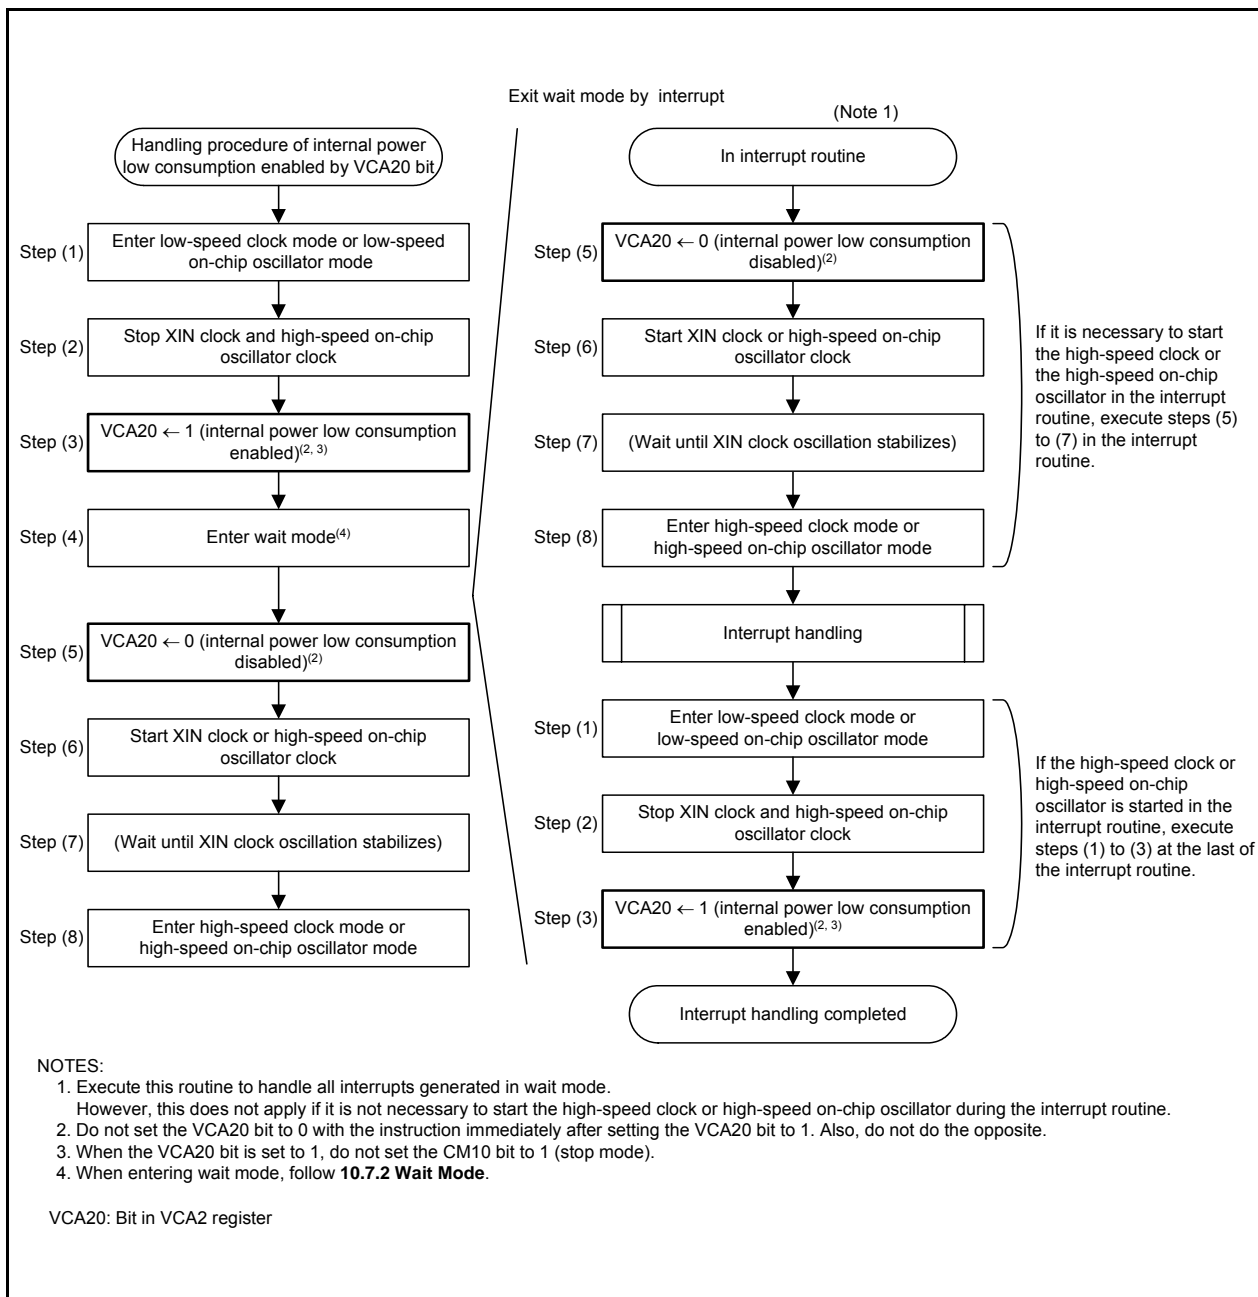 Exit wait mode by interrupt
(Note 1)
Handling procedure of internal power
low consumption enabled by VCA20 bit
Step (1)
Enter low-speed clock mode or low-speed
on-chip oscillator mode
Step (2)
Stop XIN clock and high-speed on-chip
oscillator clock
Step (3)
VCA20 ← 1 (internal power low consumption
enabled)(2, 3)
Step (4)
Enter wait mode(4)
Step (5)
VCA20 ← 0 (internal power low consumption
disabled)(2)
Step (6)
Start XIN clock or high-speed on-chip
oscillator clock
Step (7)
(Wait until XIN clock oscillation stabilizes)
Step (8)
Enter high-speed clock mode or
high-speed on-chip oscillator mode
In interrupt routine
Step (5)
VCA20 ← 0 (internal power low consumption
disabled)(2)
Step (6)
Start XIN clock or high-speed on-chip
oscillator clock
Step (7)
(Wait until XIN clock oscillation stabilizes)
Step (8)
Enter high-speed clock mode or
high-speed on-chip oscillator mode
If it is necessary to start
the high-speed clock or
the high-speed on-chip
oscillator in the interrupt
routine, execute steps (5)
to (7) in the interrupt
routine.
Interrupt handling
Step (1)
Enter low-speed clock mode or
low-speed on-chip oscillator mode
Step (2)
Stop XIN clock and high-speed on-chip
oscillator clock
Step (3)
VCA20 ← 1 (internal power low consumption
enabled)(2, 3)
If the high-speed clock or
high-speed on-chip
oscillator is started in the
interrupt routine, execute
steps (1) to (3) at the last of
the interrupt routine.
Interrupt handling completed
NOTES:
1. Execute this routine to handle all interrupts generated in wait mode.
However, this does not apply if it is not necessary to start the high-speed clock or high-speed on-chip oscillator during the interrupt routine.
2. Do not set the VCA20 bit to 0 with the instruction immediately after setting the VCA20 bit to 1. Also, do not do the opposite.
3. When the VCA20 bit is set to 1, do not set the CM10 bit to 1 (stop mode).
4. When entering wait mode, follow 10.7.2 Wait Mode.
VCA20: Bit in VCA2 register